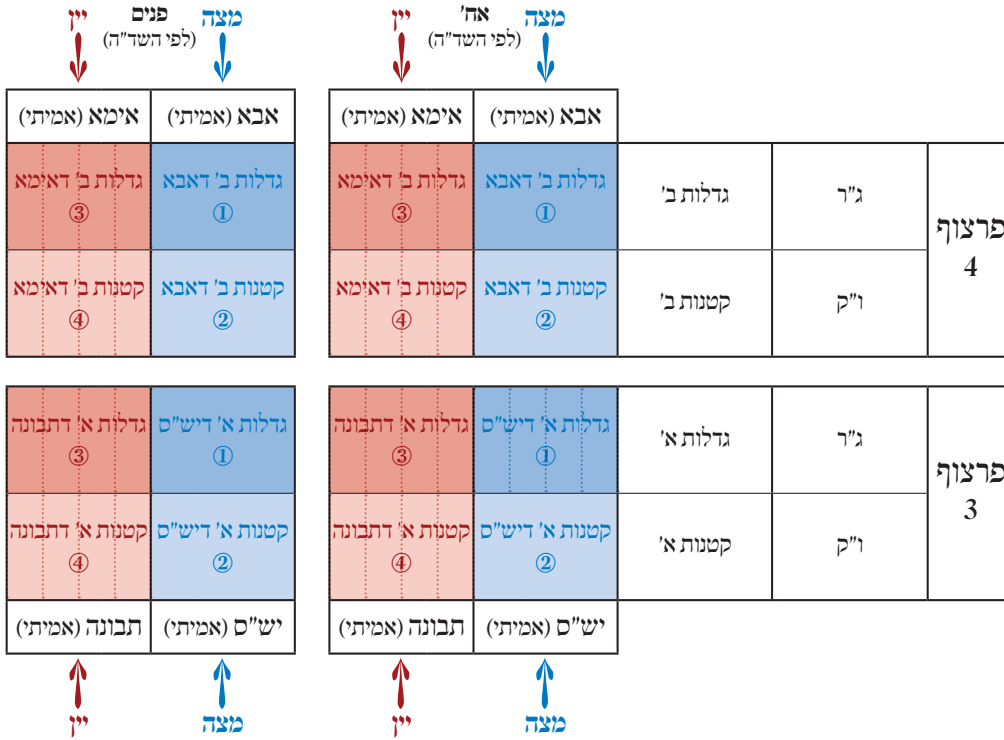 מצה אח' יין מצה פנים יין
(לפי השד"ה) (לפי השד"ה)
אבא (אמיתי) אימא (אמיתי) אבא (אמיתי) אימא (אמיתי)
פרצוף 4
ג"ר גדלות ב' גדלות ב' דאבא ① גדלות ב' דאימא ③ גדלות ב' דאבא ① גדלות ב' דאימא ③
ו"ק קטנות ב' קטנות ב' דאבא ② קטנות ב' דאימא ④ קטנות ב' דאבא ② קטנות ב' דאימא ④
פרצוף 3
ג"ר גדלות א' גדלות א' דיש"ס ① גדלות א' דתבונה ③ גדלות א' דיש"ס ① גדלות א' דתבונה ③
ו"ק קטנות א' קטנות א' דיש"ס ② קטנות א' דתבונה ④ קטנות א' דיש"ס ② קטנות א' דתבונה ④
יש"ס (אמיתי) תבונה (אמיתי) יש"ס (אמיתי) תבונה (אמיתי)
מצה יין מצה יין